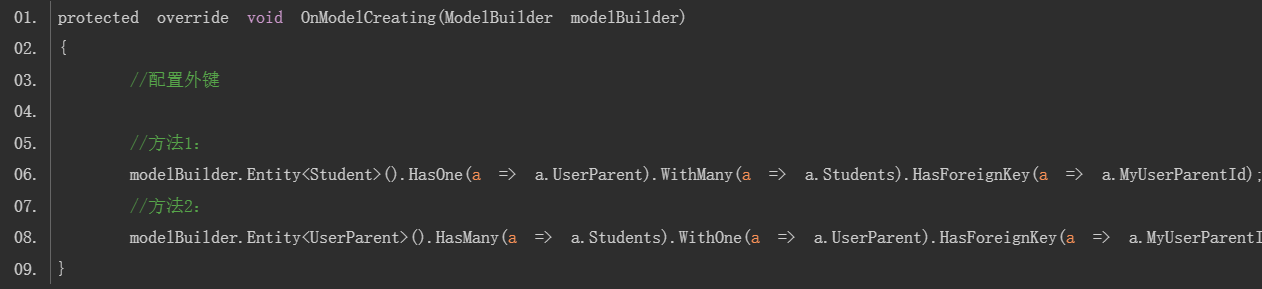 01. protected override void OnModelCreating(ModelBuilder modelBuilder)
02. {
03. //配置外键
04.
05. //方法1:
06. modelBuilder.Entity<Student>().HasOne(a => a.UserParent).WithMany(a => a.Students).HasForeignKey(a => a.MyUserParentId);
07. //方法2:
08. modelBuilder.Entity<UserParent>().HasMany(a => a.Students).WithOne(a => a.UserParent).HasForeignKey(a => a.MyUserParentI
09. }